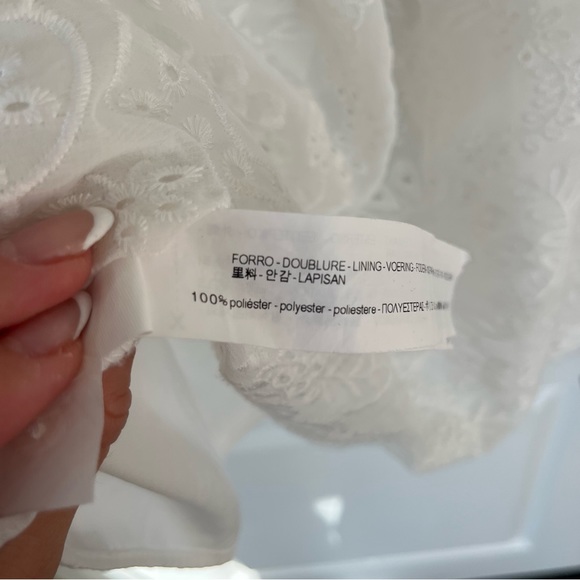 FORRO - DOUBLURE - LINING - VOERING -
里料 - 안감 - LAPISAN
100% poliéster - polyester - poliestere - ΠΟΛΥΕΣΤΕΡΑΣ -